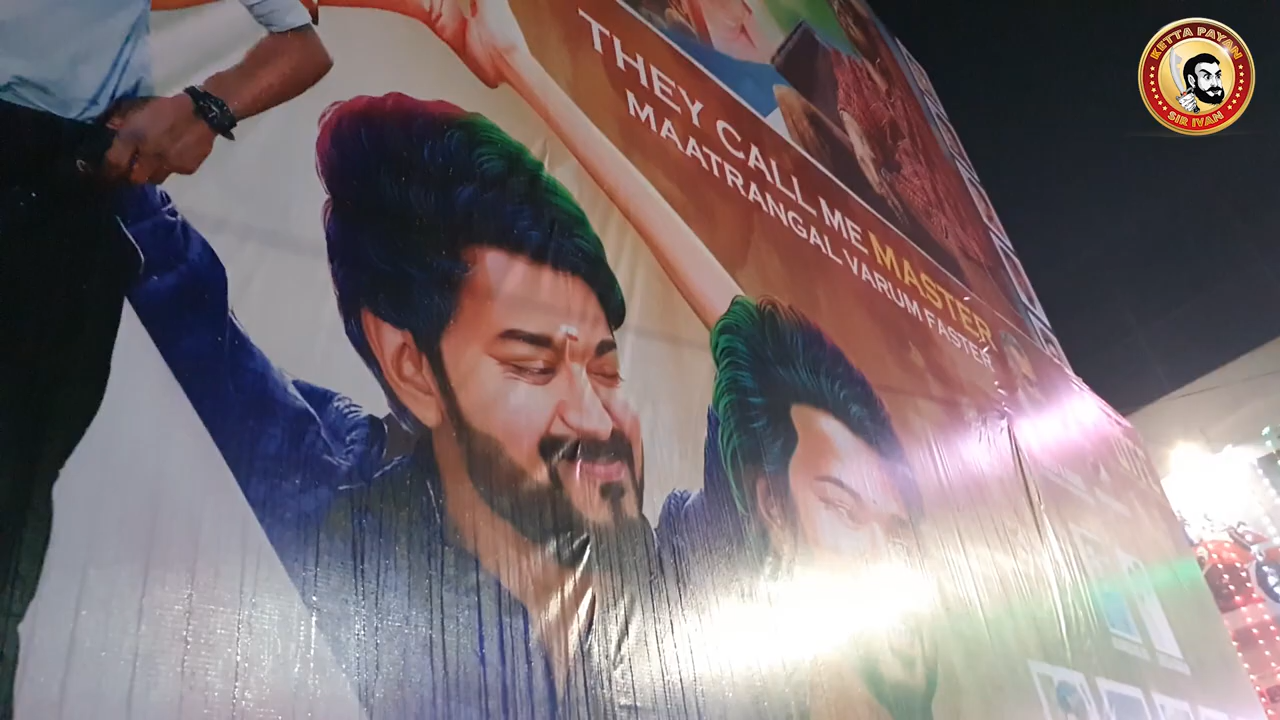 THEY CALL ME MASTER
MAATRANGAL VARUM FASTER
KETTA PAYAN
SIR IVAN